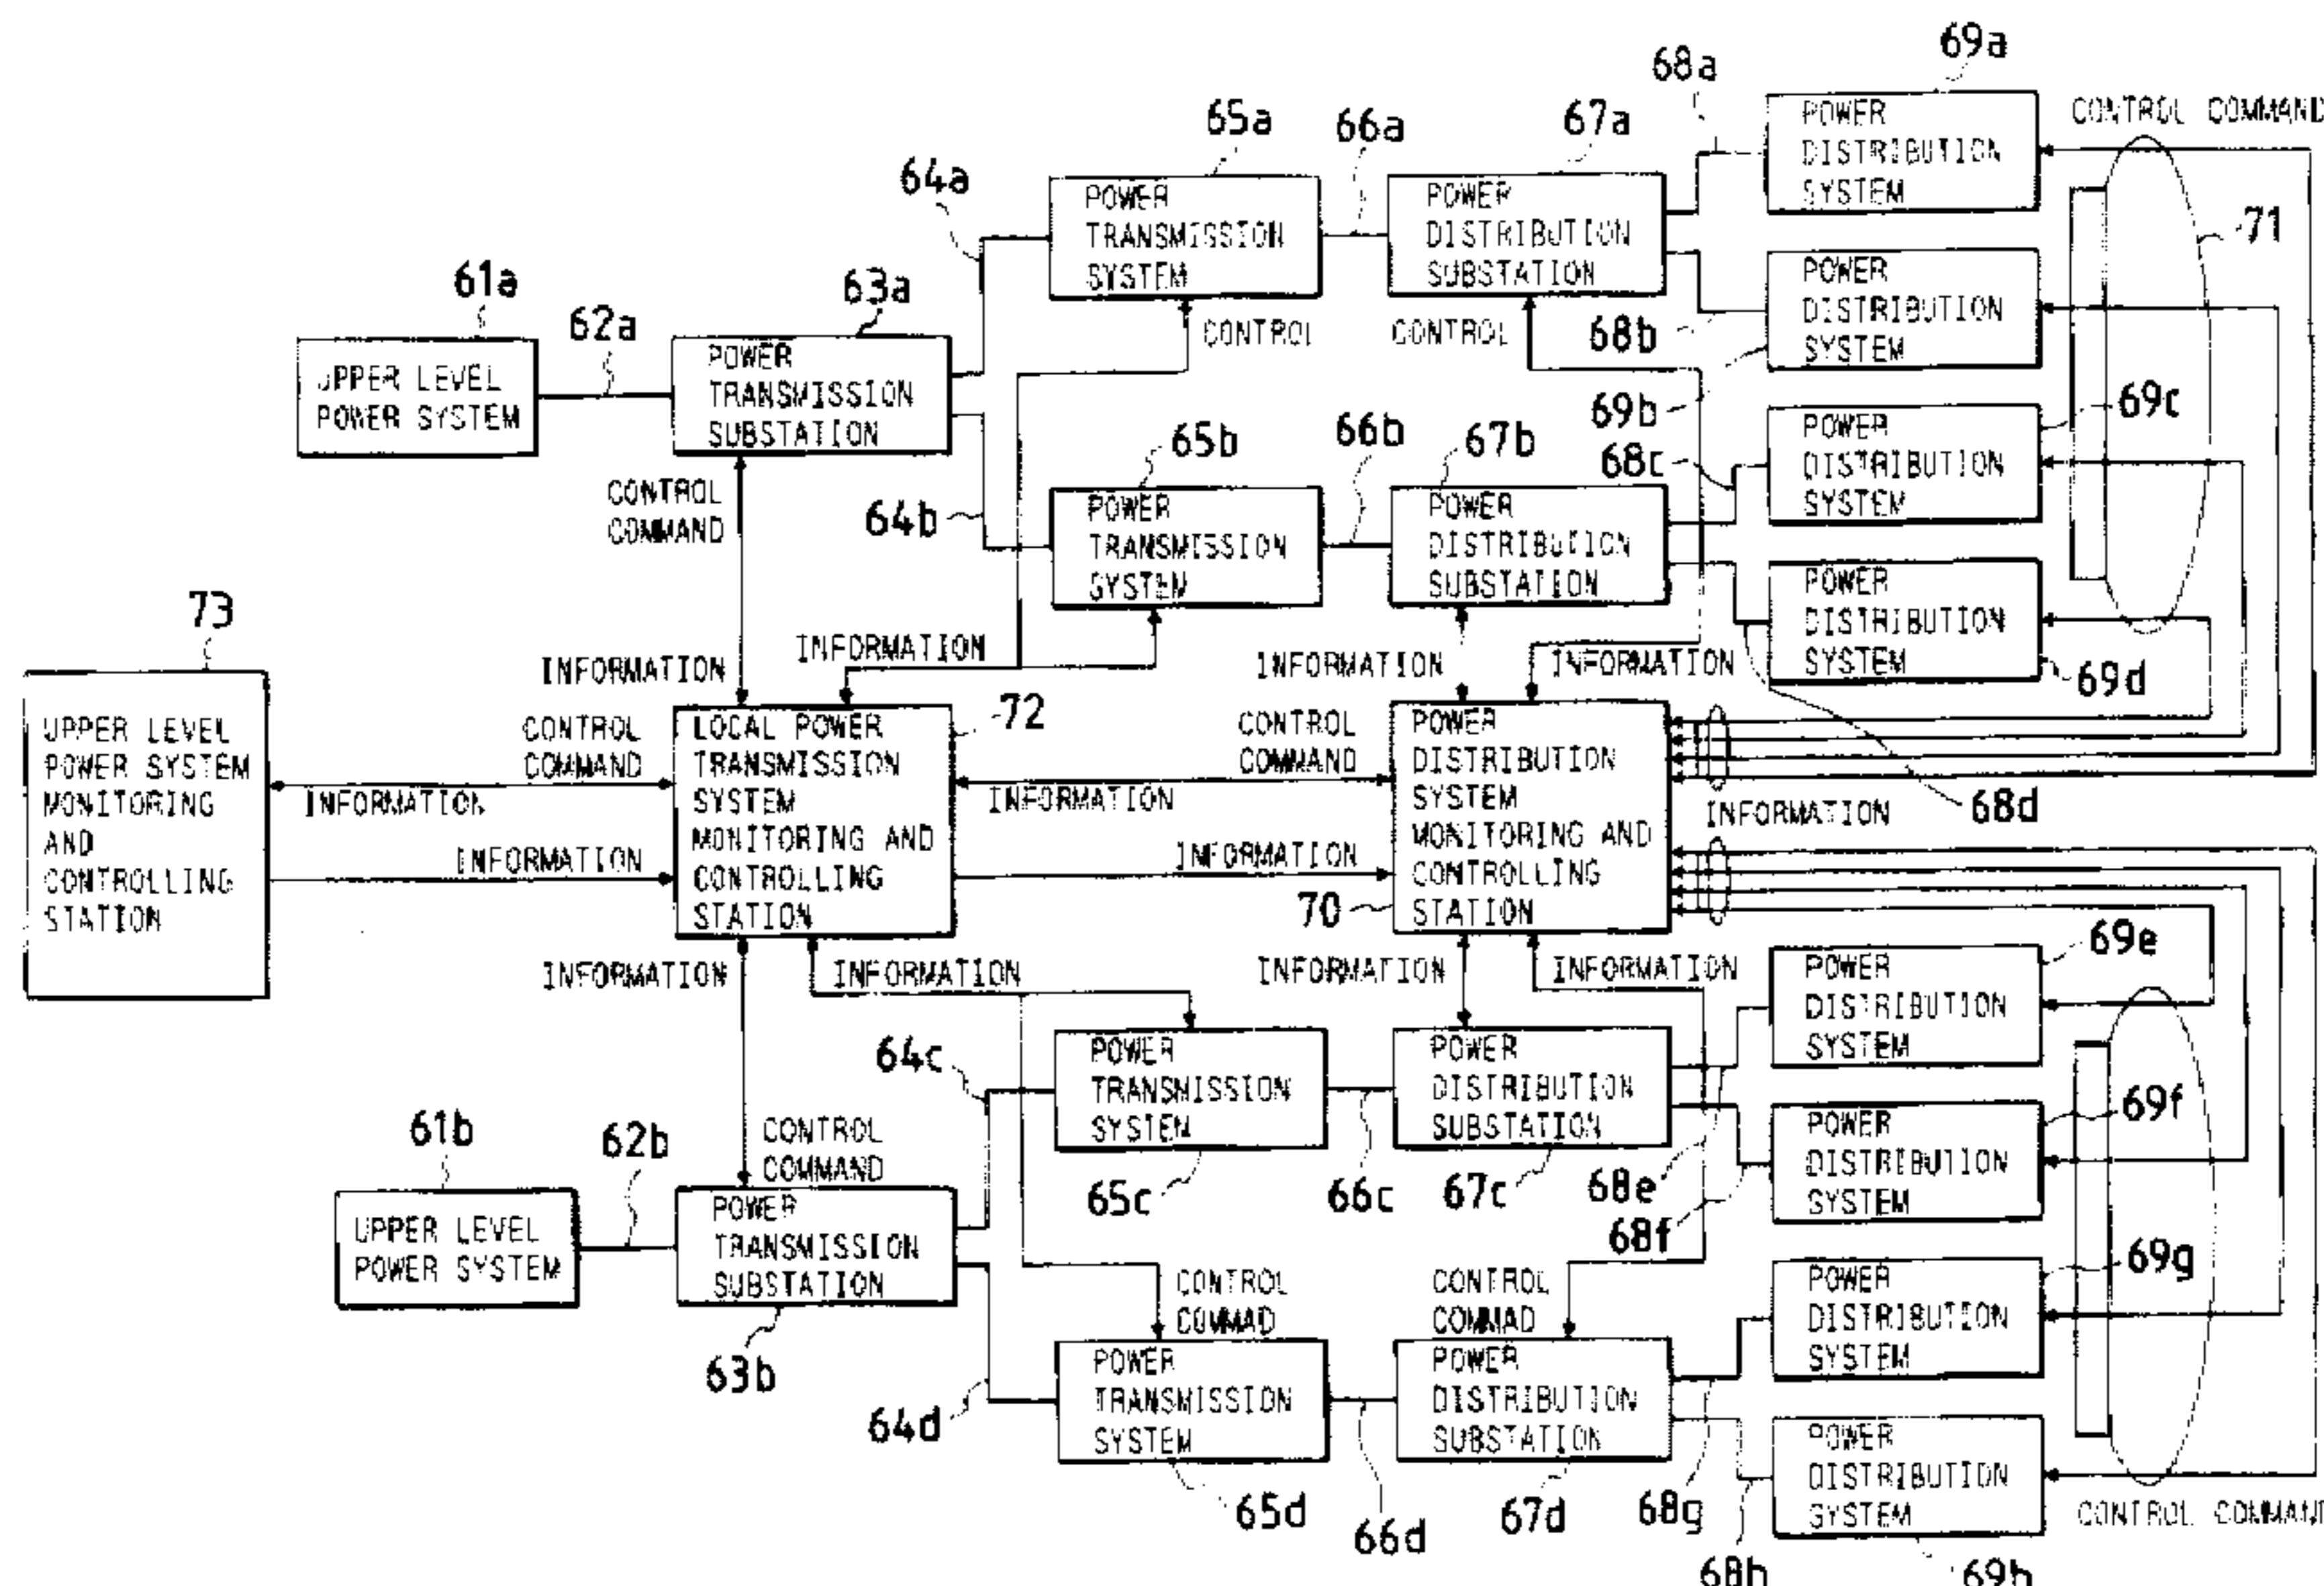 69a
68a
POWER
DISTRIBUTION
SYSTEM
CONTROL COMMAND
65a
66a
67a
64a
POWER
TRANSMISSION
SYSTEM
POWER
DISTRIBUTION
SUBSTATION
71
61a
62a
63a
POWER
DISTRIBUTION
SYSTEM
68b
CONTROL
CONTROL
UPPER LEVEL
POWER SYSTEM
POWER
TRANSMISSION
SUBSTATION
69b
69c
65b
66b
67b
68c
POWER
DISTRIBUTION
SYSTEM
CONTROL
COMMAND
64b
POWER
TRANSMISSION
SYSTEM
POWER
DISTRIBUTION
SUBSTATION
POWER
DISTRIBUTION
SYSTEM
73
INFORMATION
INFORMATION
INFORMATION
INFORMATION
69d
UPPER LEVEL
POWER SYSTEM
MONITORING
AND
CONTROLLING
STATION
CONTROL
COMMAND
INFORMATION
INFORMATION
72
LOCAL POWER
TRANSMISSION
SYSTEM
MONITORING AND
CONTROLLING
STATION
CONTROL
COMMAND
INFORMATION
INFORMATION
70
POWER
DISTRIBUTION
SYSTEM
MONITORING AND
CONTROLLING
STATION
INFORMATION
68d
INFORMATION
INFORMATION
INFORMATION
INFORMATION
69e
POWER
DISTRIBUTION
SYSTEM
64c
POWER
TRANSMISSION
SYSTEM
POWER
DISTRIBUTION
SUBSTATION
61b
62b
CONTROL
COMMAND
65c
66c
67c
68e
68f
69f
POWER
DISTRIBUTION
SYSTEM
UPPER LEVEL
POWER SYSTEM
POWER
TRANSMISSION
SUBSTATION
63b
CONTROL
COMMAD
CONTROL
COMMAD
69g
POWER
DISTRIBUTION
SYSTEM
64d
POWER
TRANSMISSION
SYSTEM
POWER
DISTRIBUTION
SUBSTATION
65d
66d
67d
68g
68h
POWER
DISTRIBUTION
SYSTEM
CONTROL COMMAND
69h